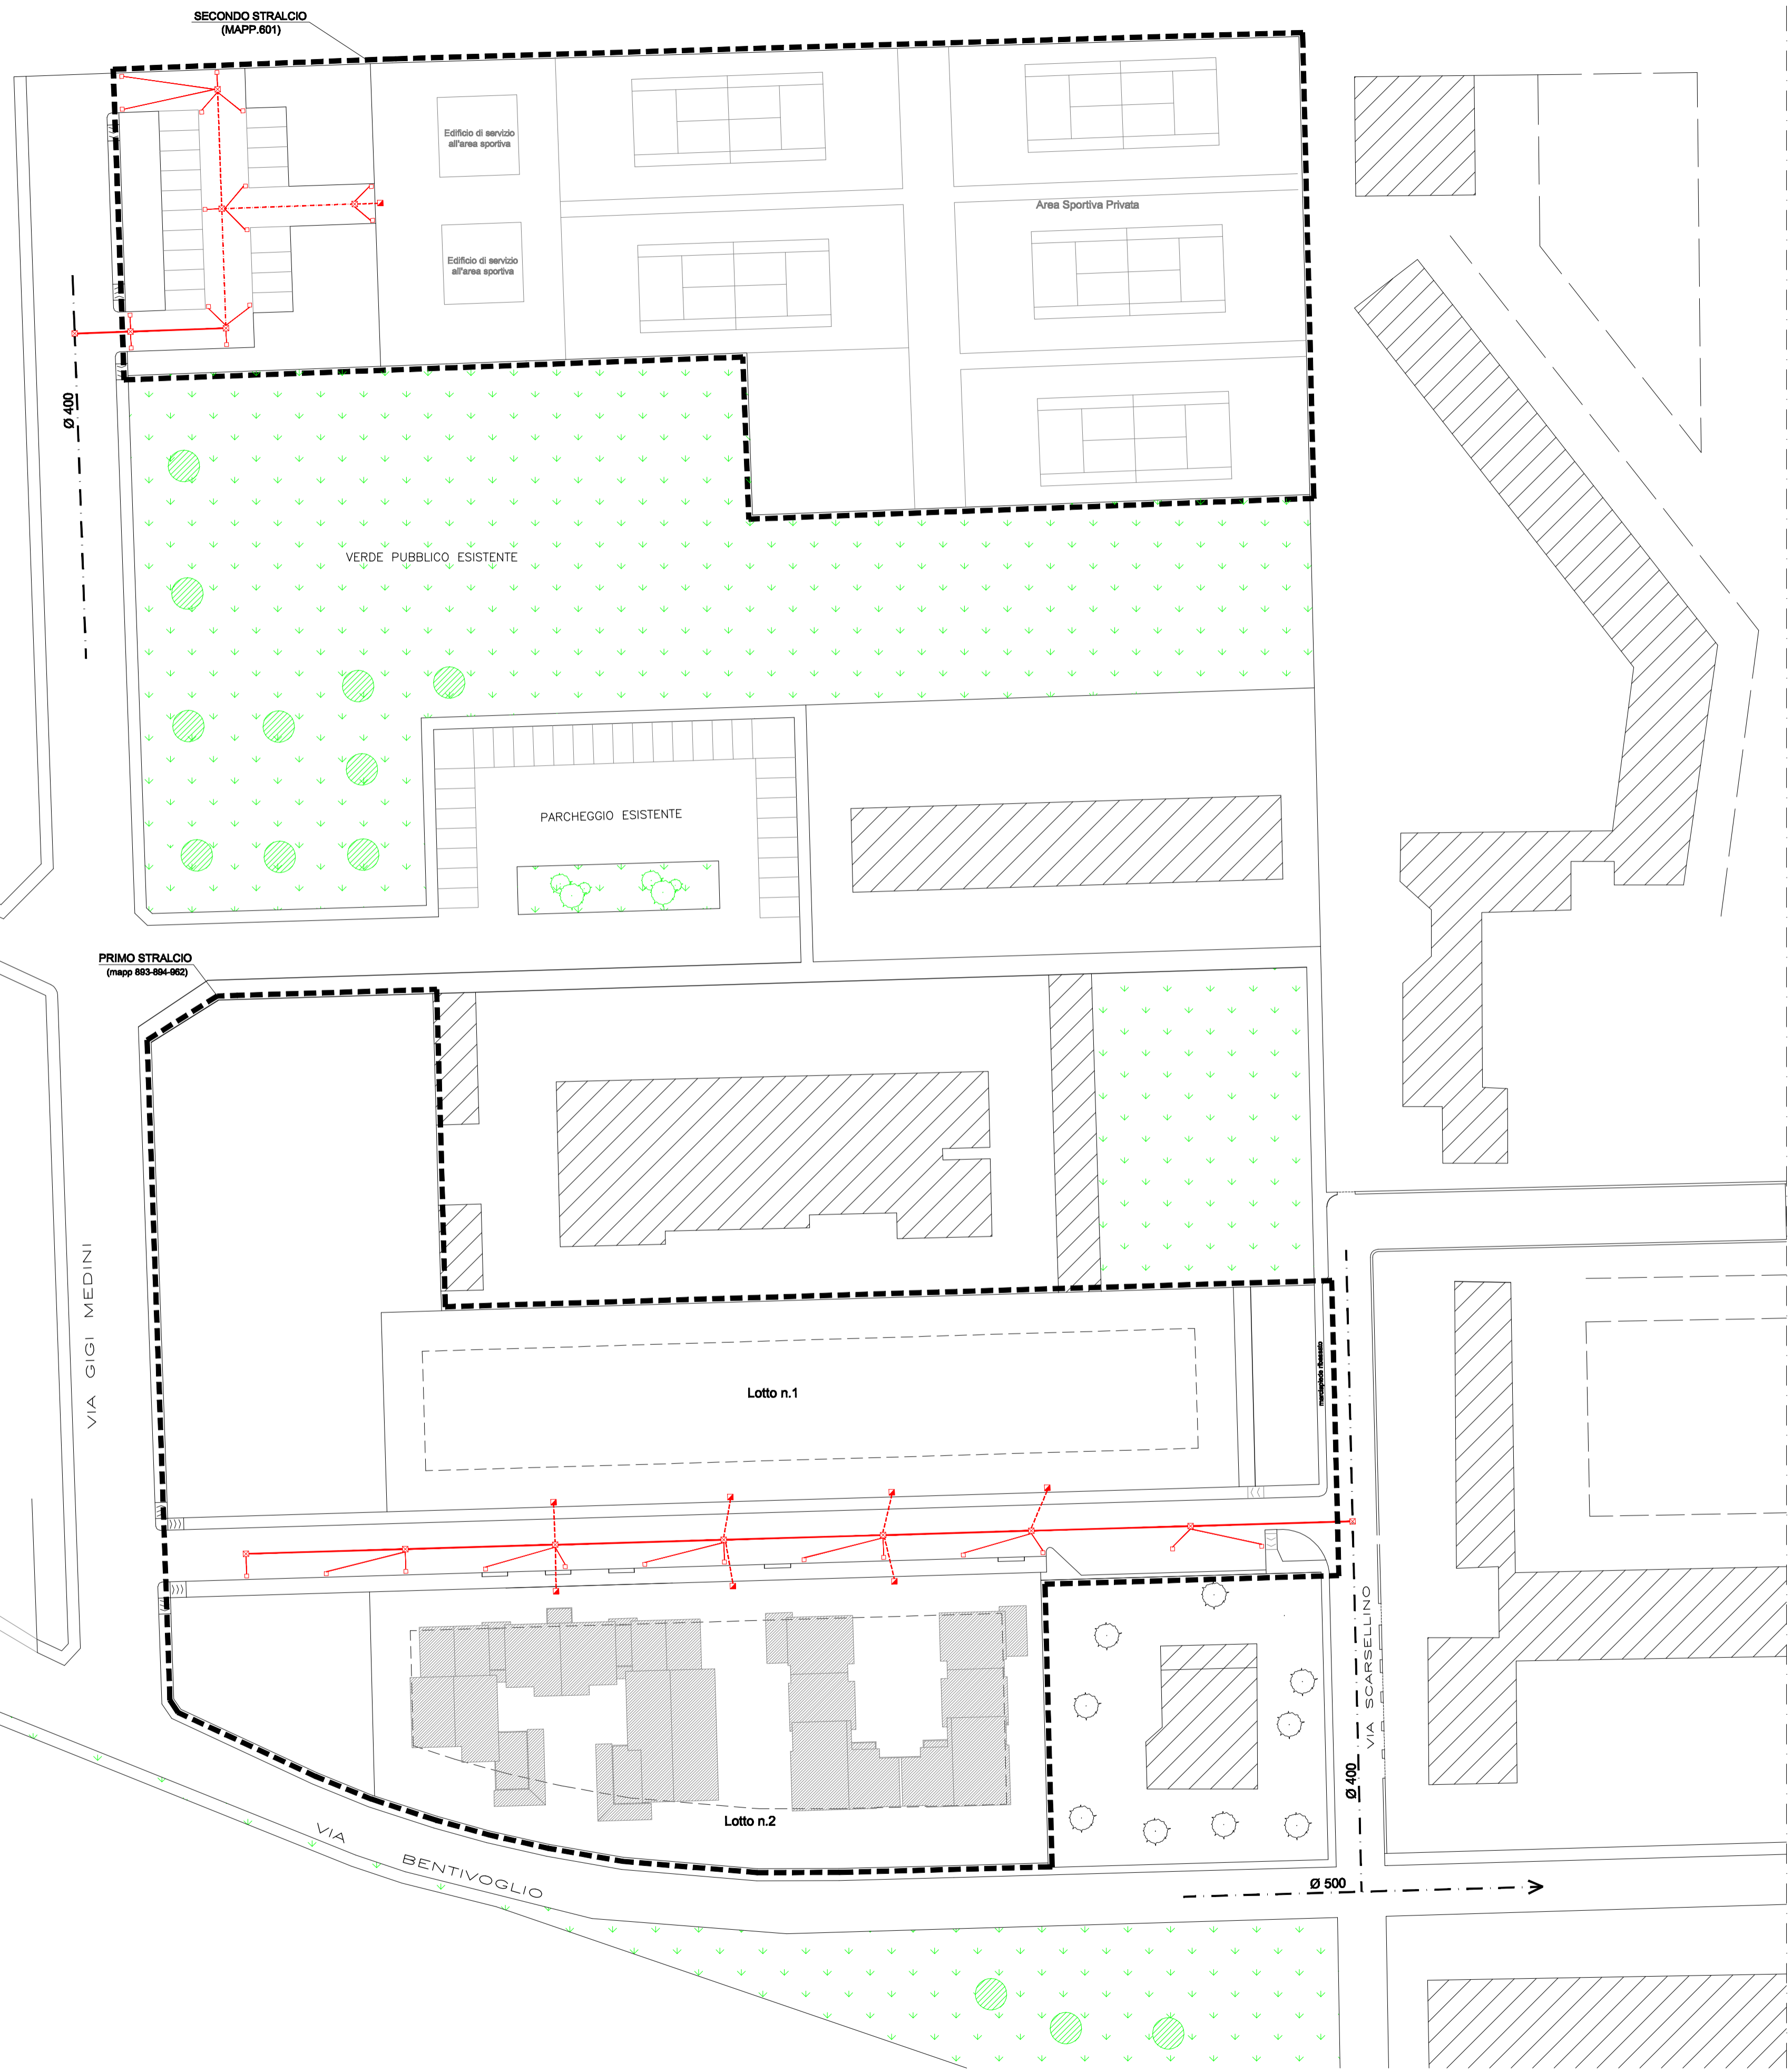 SECONDO STRALCIO
(MAPP.601)
Edificio di servizio
all'area sportiva
Area Sportiva Privata
Edificio di servizio
all'area sportiva
Ø 400
VERDE PUBBLICO ESISTENTE
PARCHEGGIO ESISTENTE
PRIMO STRALCIO
(mapp 893-894-962)
VIA GIGI MEDINI
marciapiede ribassato
Lotto n.1
VIA SCARSELLINO
Ø 400
Lotto n.2
VIA BENTIVOGLIO
Ø 500